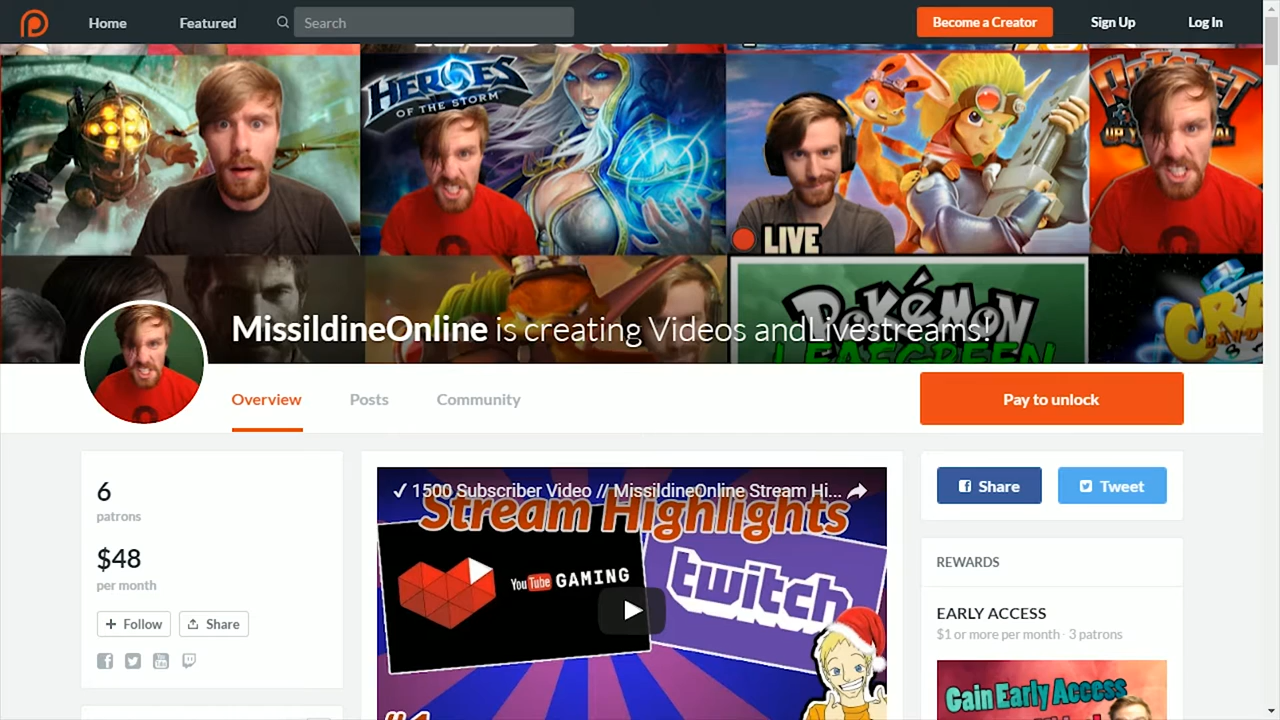 Home
Featured
Search
Become a Creator
Sign Up
Log In
HEROES
OF THE STORM
RATCHET
LIVE
POKéMON
LEAFGREEN
MissildineOnline is creating Videos andLivestreams!
Overview
Posts
Community
Pay to unlock
6
patrons
$48
per month
+ Follow
Share
✓ 1500 Subscriber Video // MissildineOnline Stream Hi...
Stream Highlights
YouTube GAMING
twitch
#4
Share
Tweet
REWARDS
EARLY ACCESS
$1 or more per month · 3 patrons
Gain Early Access